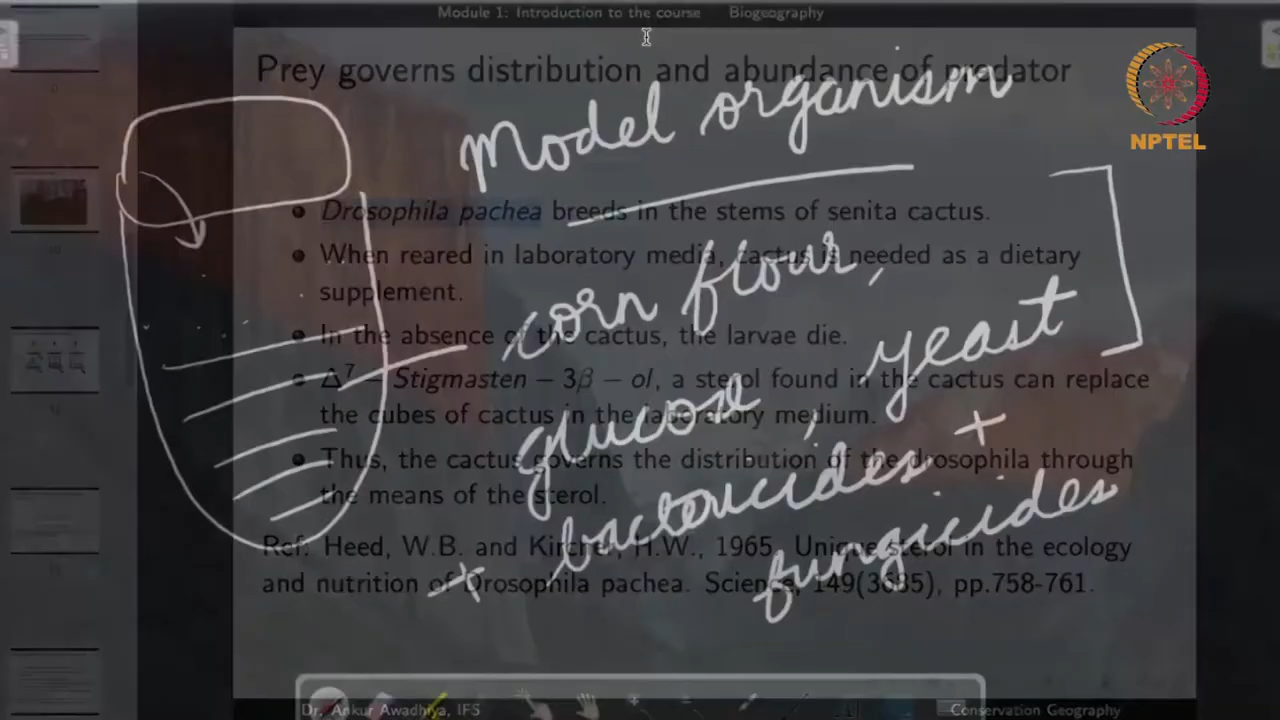 Module 1: Introduction to the course Biogeography
Prey governs distribution and abundance of predator
Model organism
NPTEL
• Drosophila pachea breeds in the stems of senita cactus.
• When reared in laboratory media, cactus is needed as a dietary
supplement.
corn flour,
• In the absence of the cactus, the larvae die.
glucose, yeast
• Δ⁷ − Stigmasten − 3β − ol, a sterol found in the cactus can replace
the cubes of cactus in the laboratory medium.
+ bactericides +
fungicides
• Thus, the cactus governs the distribution of the drosophila through
the means of the sterol.
Ref: Heed, W.B. and Kircher, H.W., 1965. Unique sterol in the ecology
and nutrition of Drosophila pachea. Science, 149(3685), pp.758-761.
Dr. Ankur Awadhiya, IFS Conservation Geography